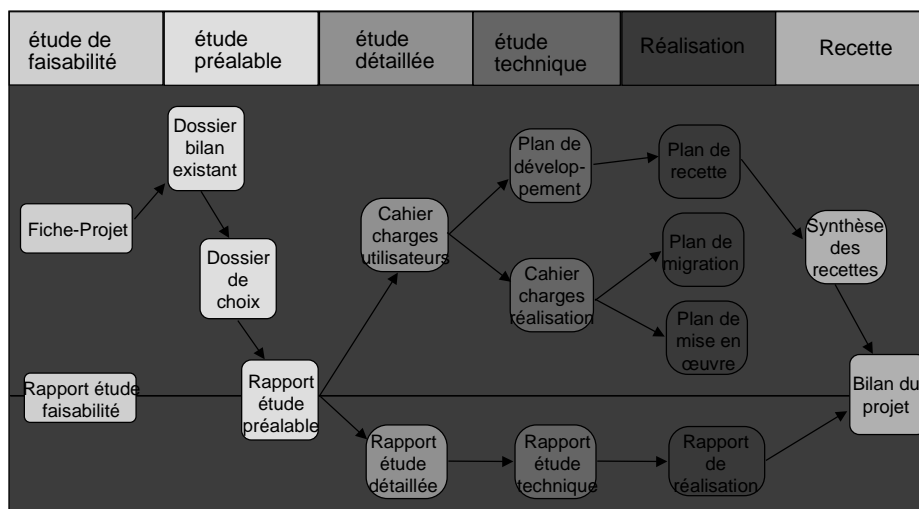 étude de
faisabilité
étude
préalable
étude
détaillée
étude
technique
Réalisation
Recette
Dossier
bilan
existant
Plan de
dévelop-
pement
Plan de
recette
Fiche-Projet
Cahier
charges
utilisateurs
Synthèse
des
recettes
Plan de
migration
Dossier
de
choix
Cahier
charges
réalisation
Plan de
mise en
œuvre
Rapport étude
faisabilité
Rapport
étude
préalable
Bilan du
projet
Rapport
étude
détaillée
Rapport
étude
technique
Rapport
de
réalisation